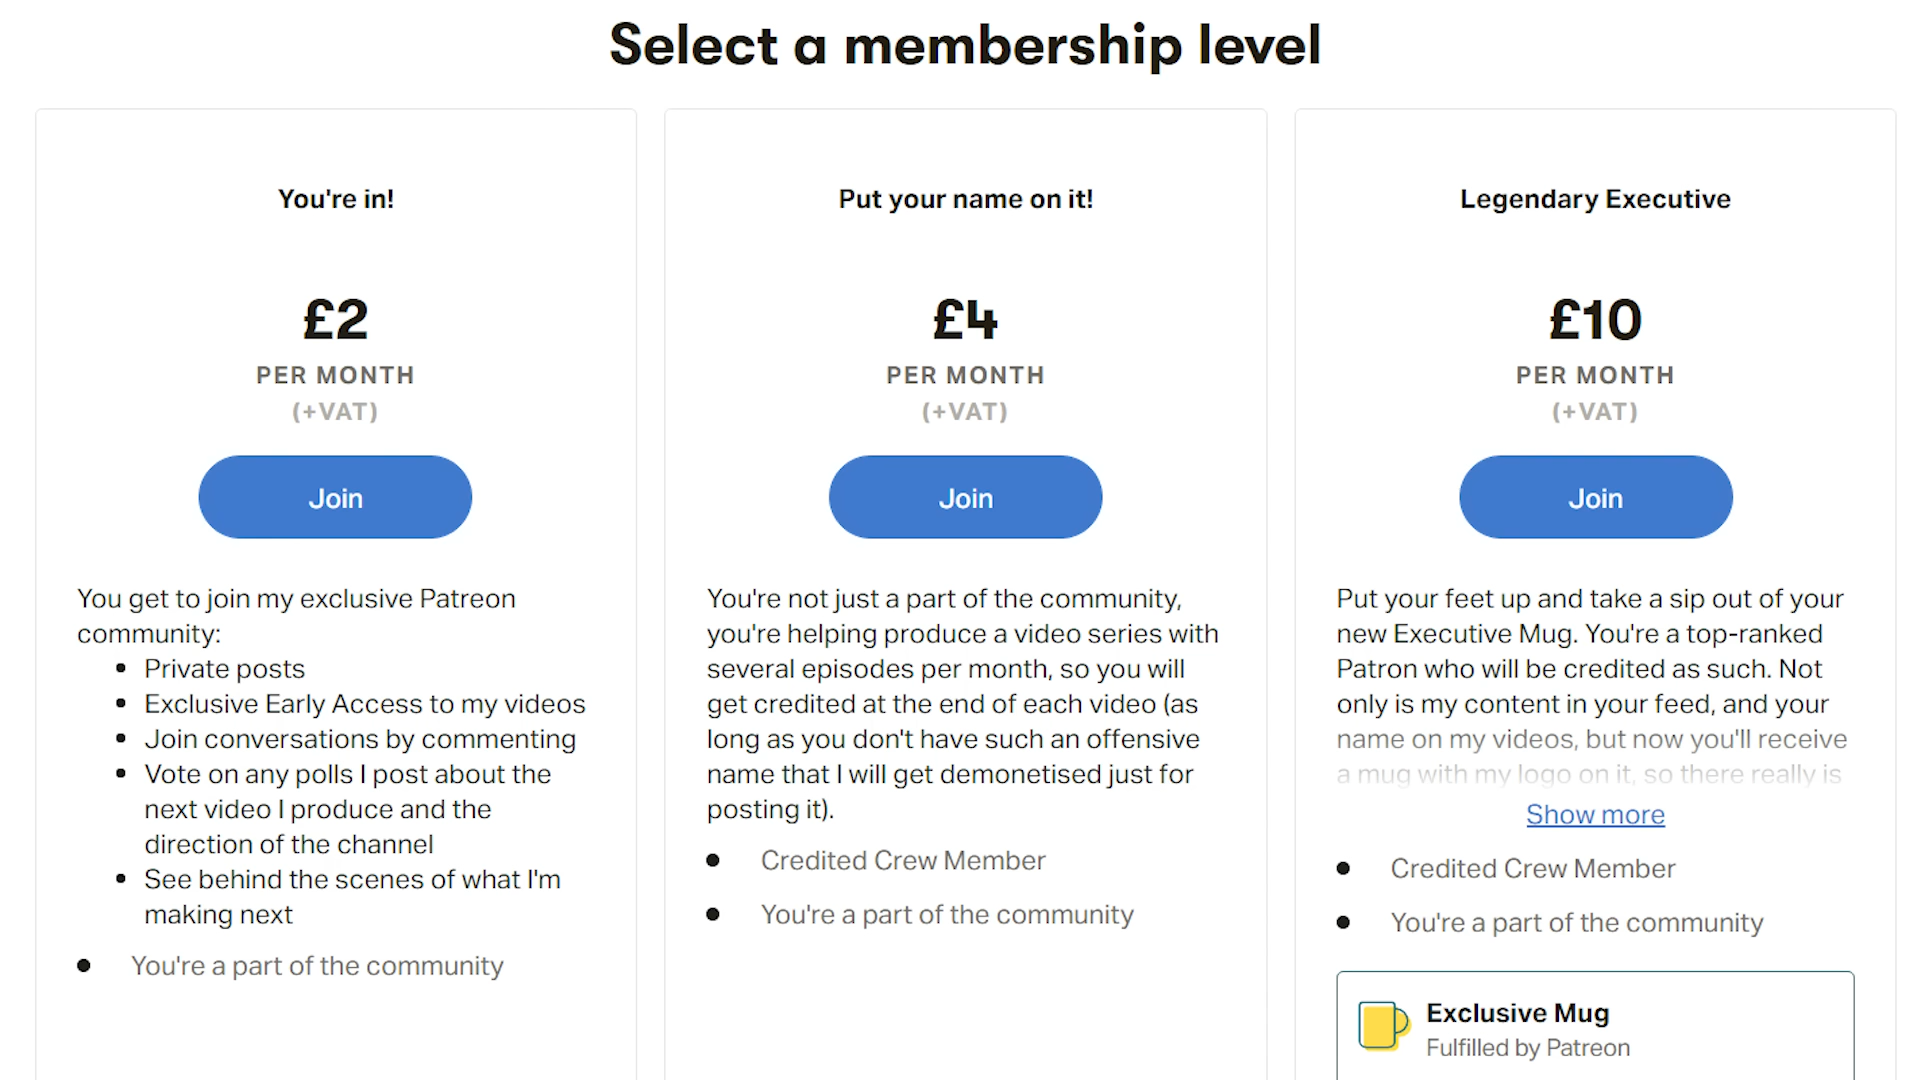 Select a membership level
You're in!
£2
PER MONTH
(+VAT)
Join
You get to join my exclusive Patreon
community:
• Private posts
• Exclusive Early Access to my videos
• Join conversations by commenting
• Vote on any polls I post about the
next video I produce and the
direction of the channel
• See behind the scenes of what I'm
making next
• You're a part of the community
Put your name on it!
£4
PER MONTH
(+VAT)
Join
You're not just a part of the community,
you're helping produce a video series with
several episodes per month, so you will
get credited at the end of each video (as
long as you don't have such an offensive
name that I will get demonetised just for
posting it).
• Credited Crew Member
• You're a part of the community
Legendary Executive
£10
PER MONTH
(+VAT)
Join
Put your feet up and take a sip out of your
new Executive Mug. You're a top-ranked
Patron who will be credited as such. Not
only is my content in your feed, and your
name on my videos, but now you'll receive
a mug with my logo on it, so there really is
Show more
• Credited Crew Member
• You're a part of the community
Exclusive Mug
Fulfilled by Patreon